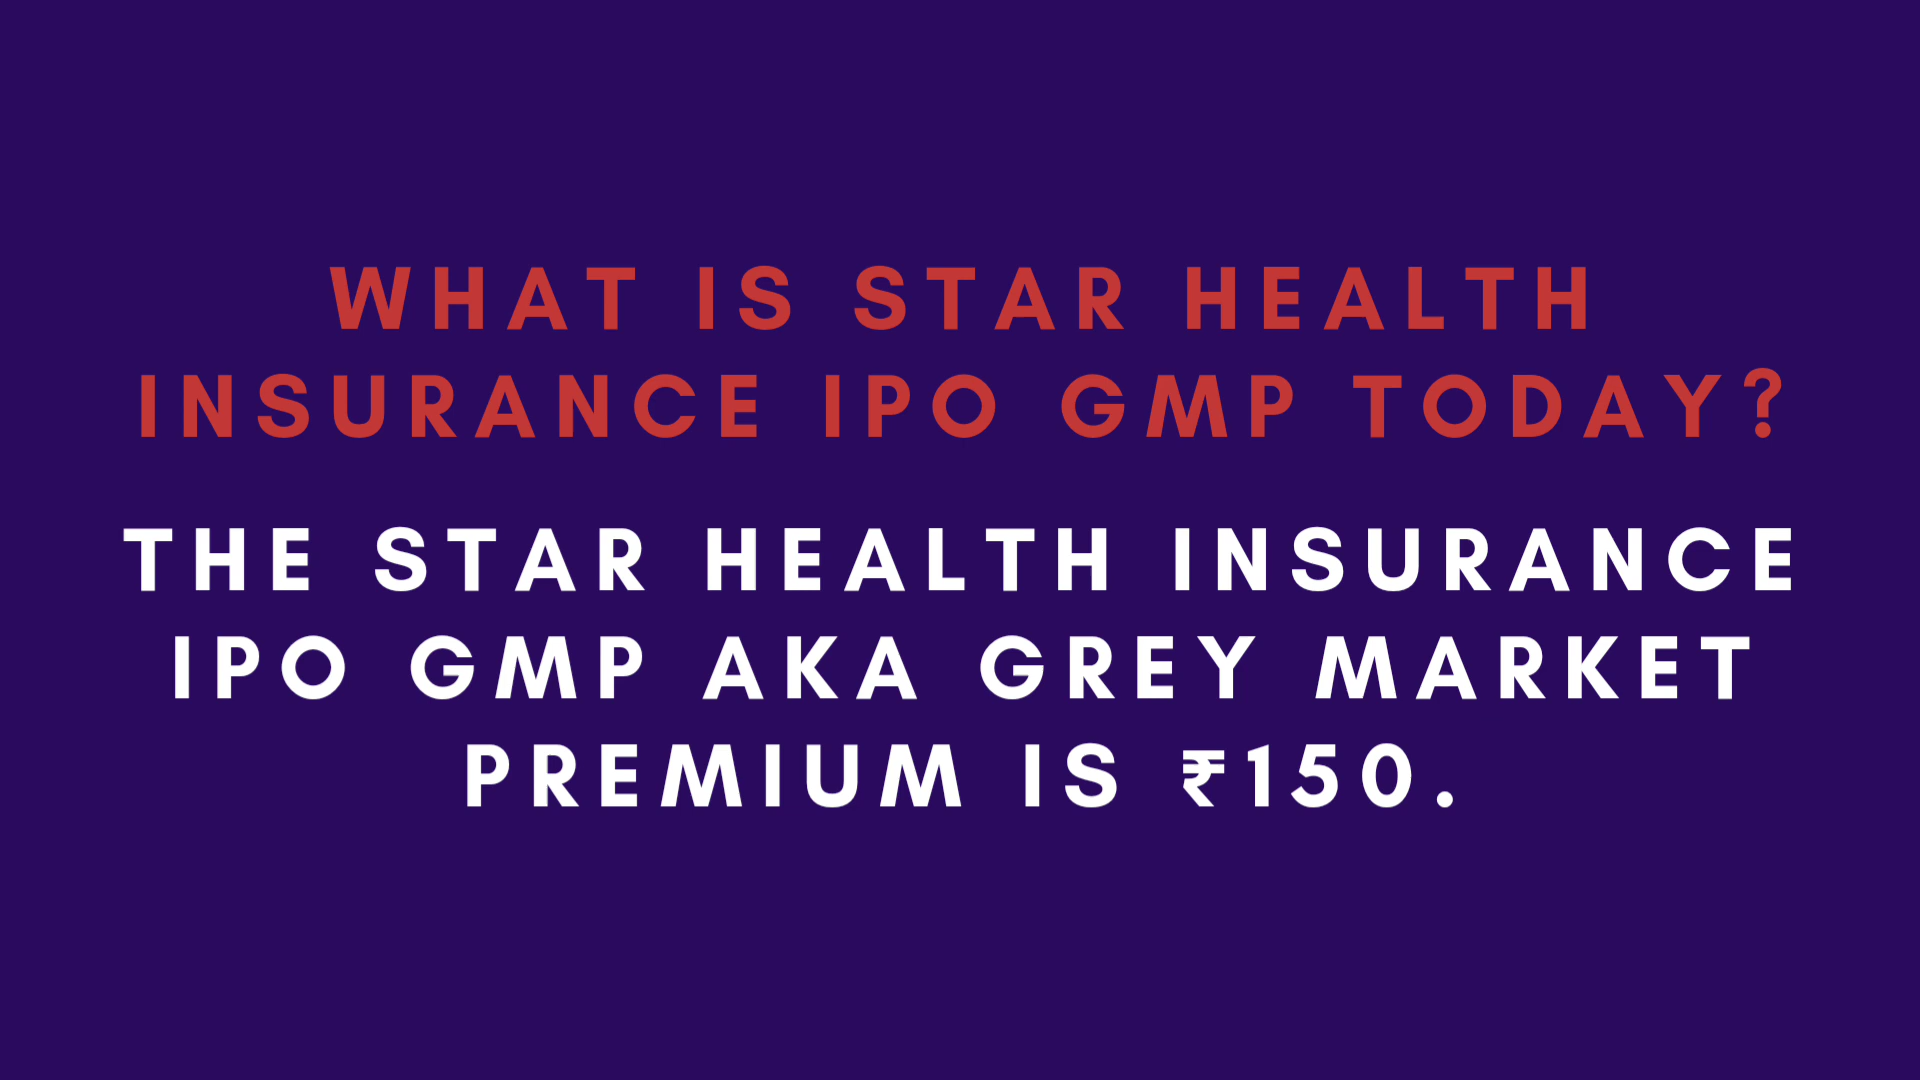 WHAT IS STAR HEALTH
INSURANCE IPO GMP TODAY?
THE STAR HEALTH INSURANCE
IPO GMP AKA GREY MARKET
PREMIUM IS ₹150.